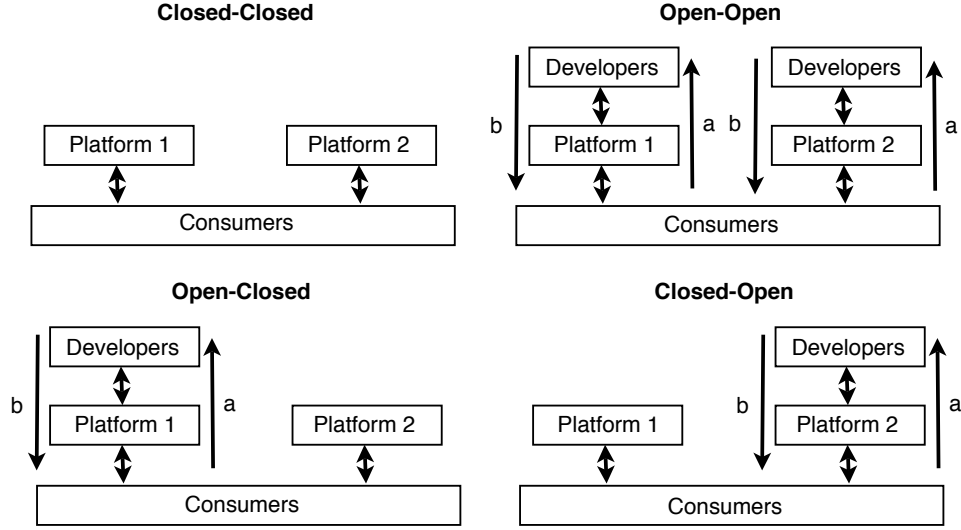 Closed-Closed
Platform 1
Platform 2
Consumers
Open-Open
Developers
Developers
b
a
b
a
Platform 1
Platform 2
Consumers
Open-Closed
Developers
b
a
Platform 1
Platform 2
Consumers
Closed-Open
Developers
b
a
Platform 1
Platform 2
Consumers